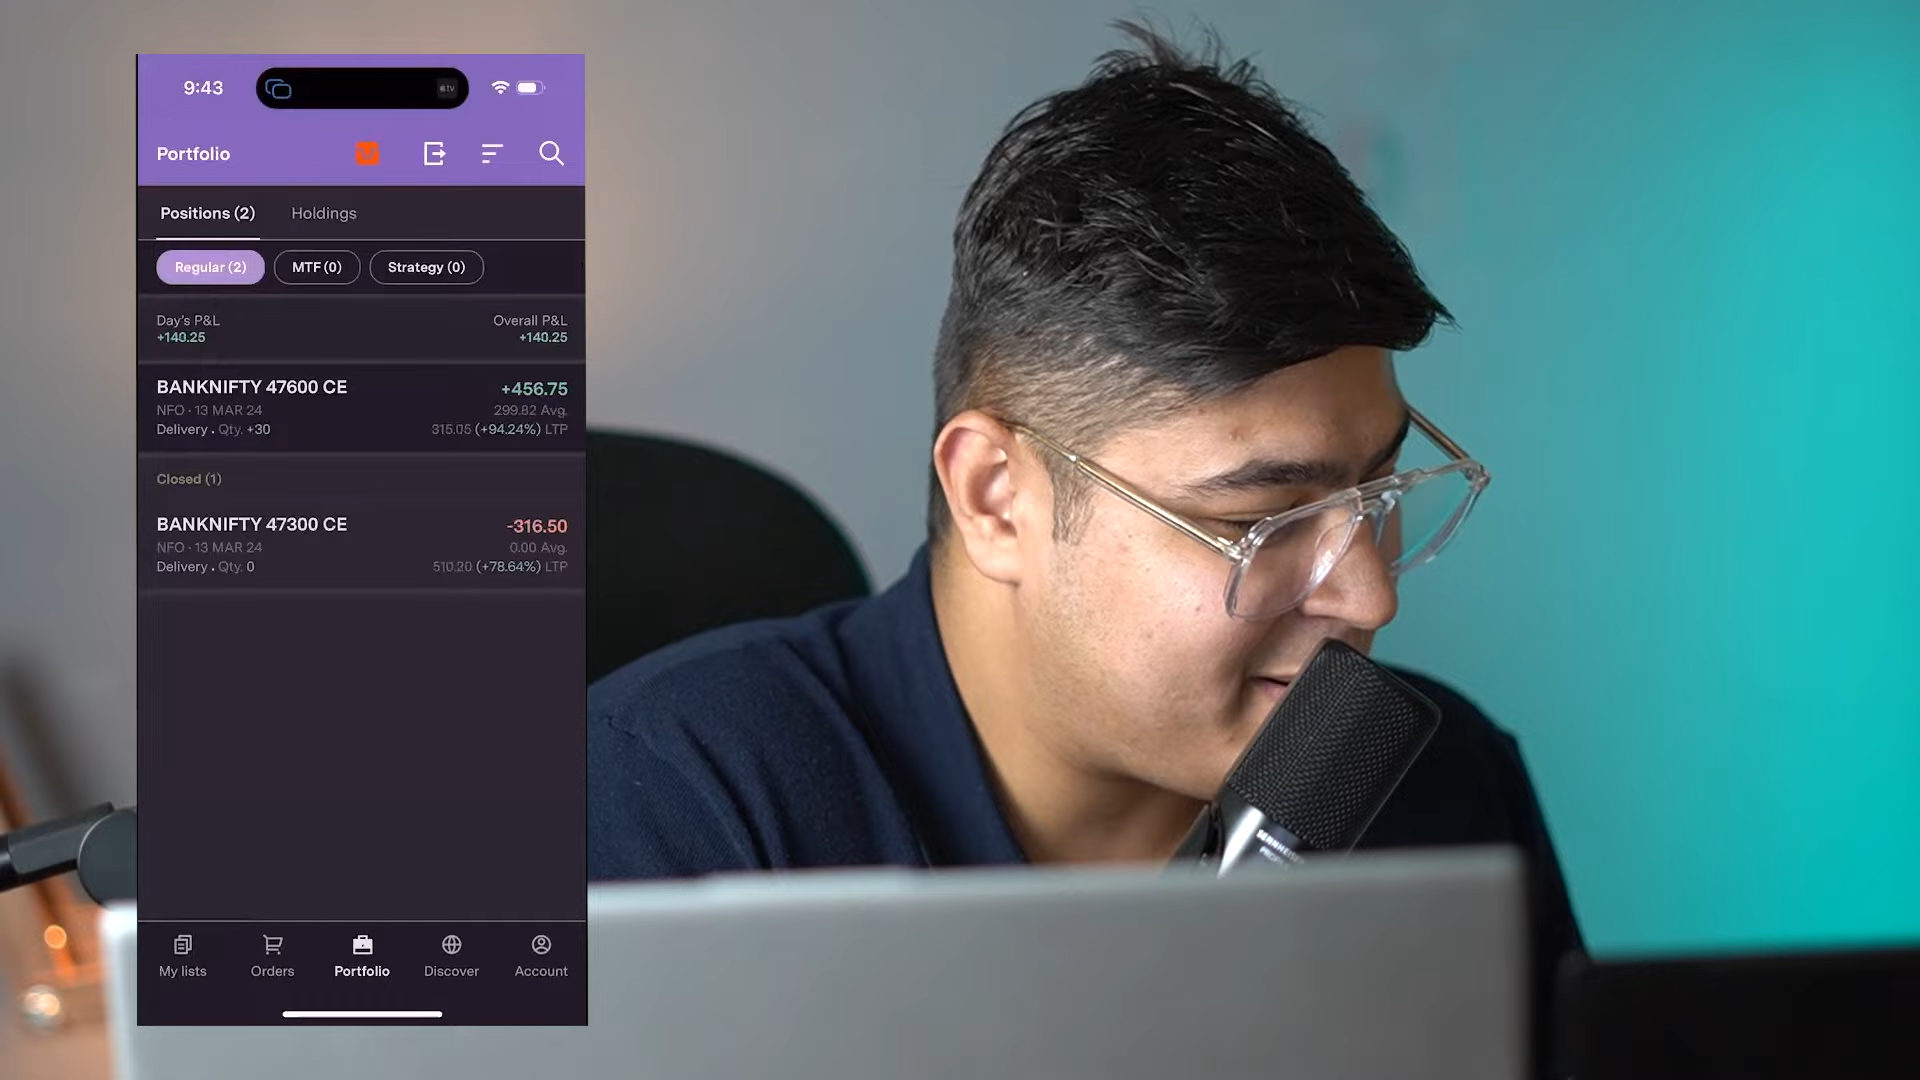 9:43
tv
Portfolio
Positions (2) Holdings
Regular (2) MTF (0) Strategy (0)
Day's P&L Overall P&L
+140.25 +140.25
BANKNIFTY 47600 CE +456.75
NFO · 13 MAR 24 299.82 Avg.
Delivery . Qty. +30 315.05 (+94.24%) LTP
Closed (1)
BANKNIFTY 47300 CE -316.50
NFO · 13 MAR 24 0.00 Avg.
Delivery . Qty. 0 510.20 (+78.64%) LTP
My lists Orders Portfolio Discover Account
SENNHEISER